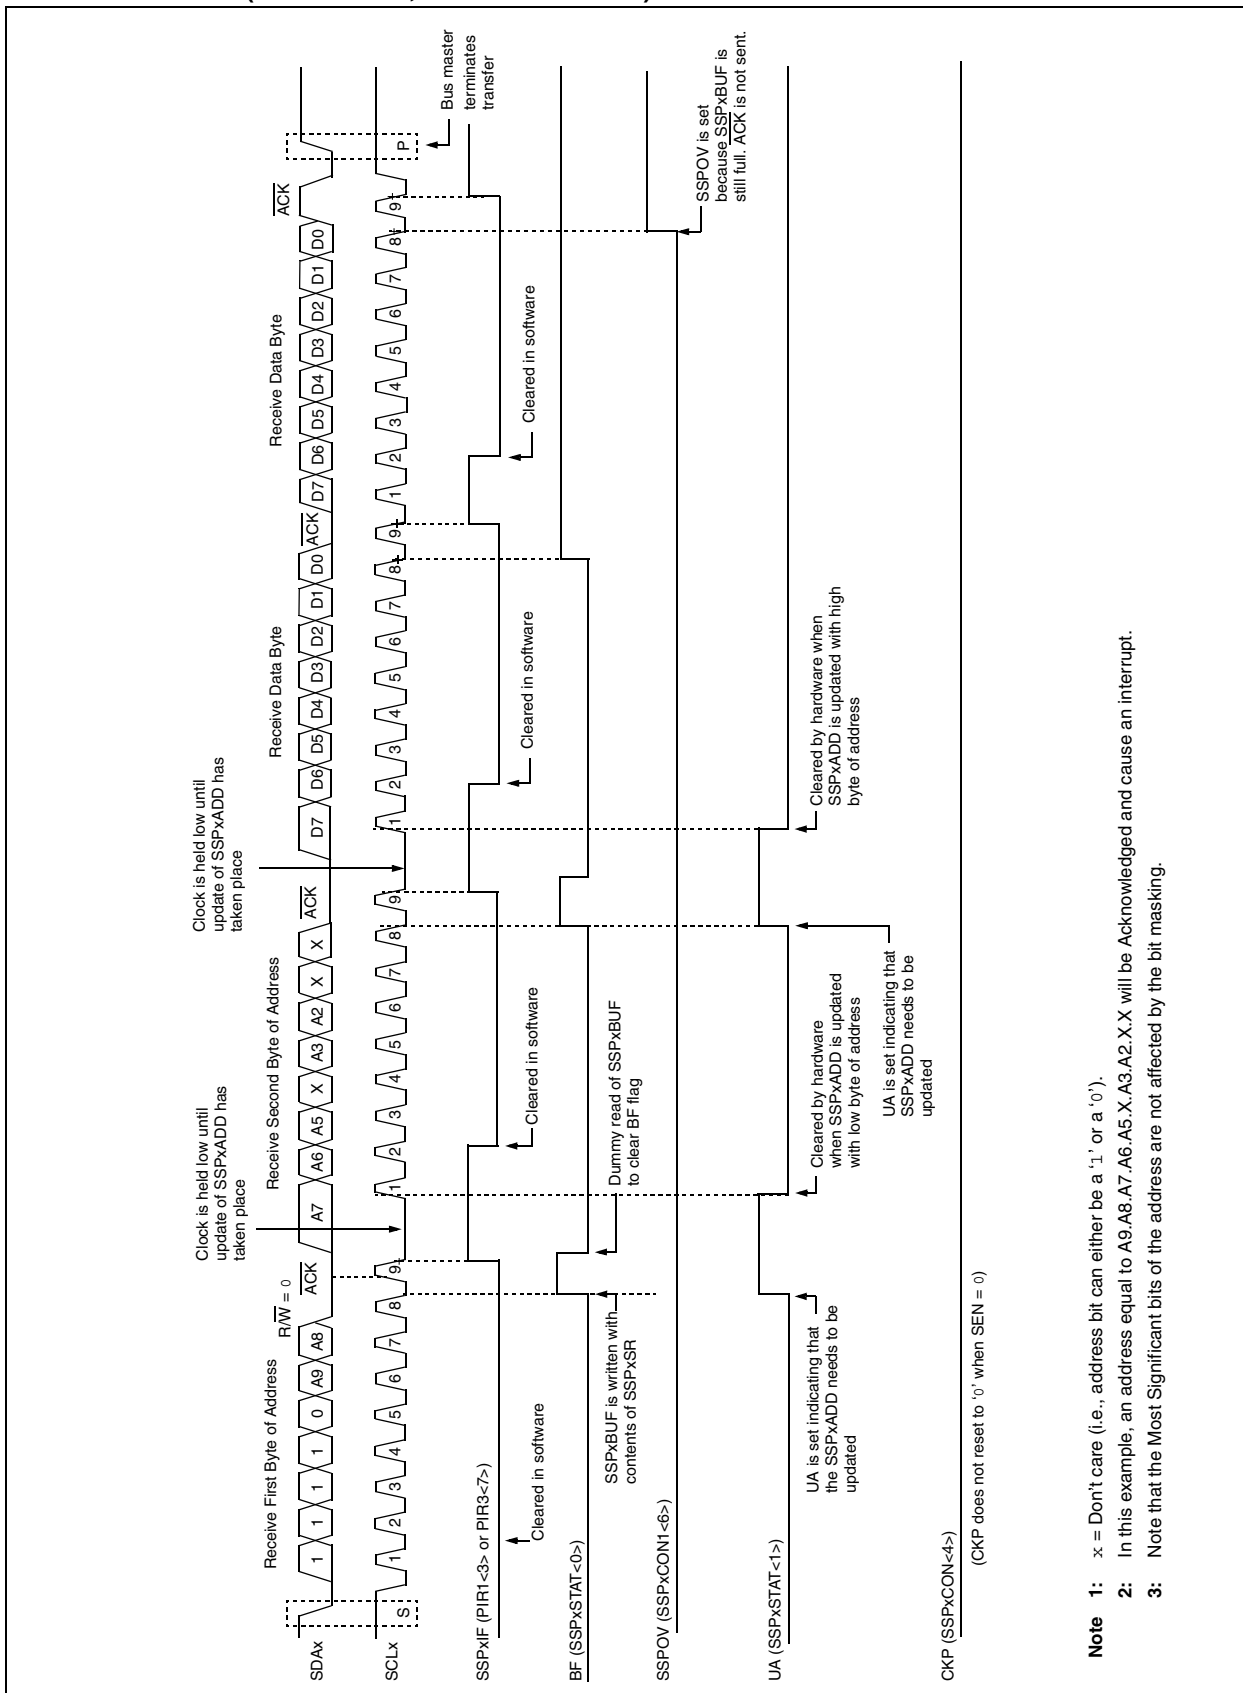 Receive First Byte of Address
R/W = 0
ACK
Clock is held low until
update of SSPxADD has
taken place
Receive Second Byte of Address
ACK
Clock is held low until
update of SSPxADD has
taken place
Receive Data Byte
ACK
Receive Data Byte
ACK
SDAx
1 1 1 1 0 A9 A8
A7 A6 A5 X A3 A2 X X
D7 D6 D5 D4 D3 D2 D1 D0
D7 D6 D5 D4 D3 D2 D1 D0
SCLx
S
1 2 3 4 5 6 7 8 9
1 2 3 4 5 6 7 8 9
1 2 3 4 5 6 7 8 9
1 2 3 4 5 6 7 8 9
P
Bus master
terminates
transfer
SSPxIF (PIR1<3> or PIR3<7>)
Cleared in software
Cleared in software
Cleared in software
Cleared in software
BF (SSPxSTAT<0>)
SSPxBUF is written with
contents of SSPxSR
Dummy read of SSPxBUF
to clear BF flag
SSPOV (SSPxCON1<6>)
SSPOV is set
because SSPxBUF is
still full. ACK is not sent.
UA (SSPxSTAT<1>)
UA is set indicating that
the SSPxADD needs to be
updated
Cleared by hardware
when SSPxADD is updated
with low byte of address
UA is set indicating that
SSPxADD needs to be
updated
Cleared by hardware when
SSPxADD is updated with high
byte of address
CKP (SSPxCON<4>)
(CKP does not reset to ‘0’ when SEN = 0)
Note 1: x = Don’t care (i.e., address bit can either be a ‘1’ or a ‘0’).
2: In this example, an address equal to A9.A8.A7.A6.A5.X.A3.A2.X.X will be Acknowledged and cause an interrupt.
3: Note that the Most Significant bits of the address are not affected by the bit masking.